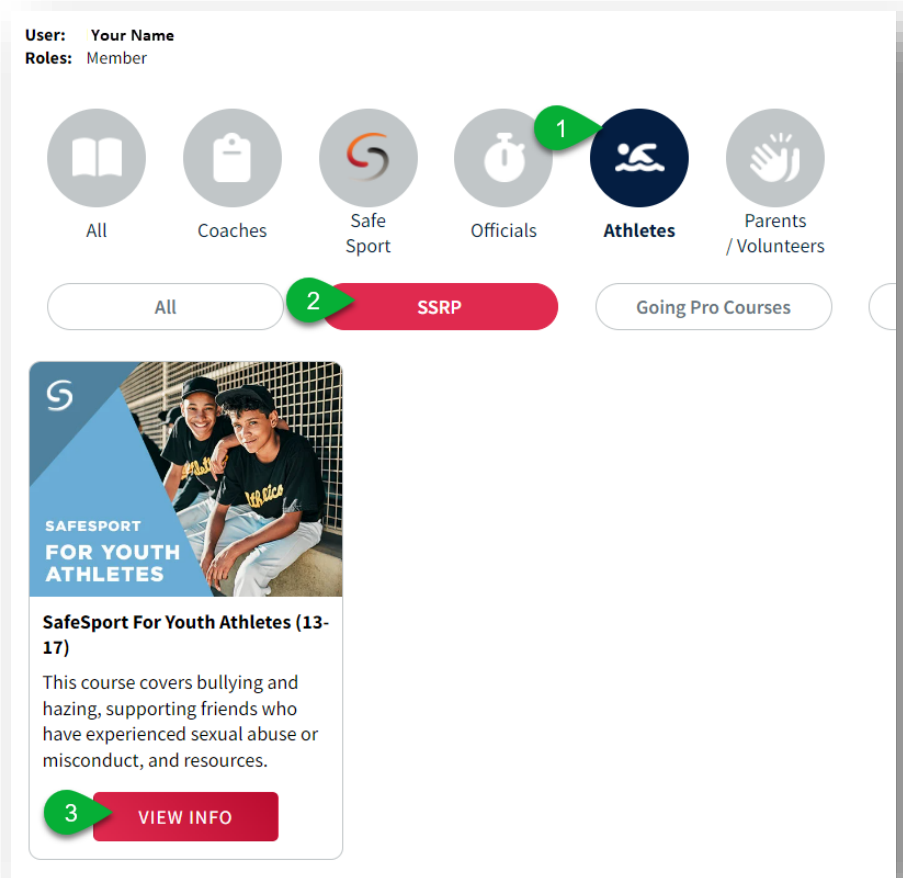 User: Your Name
Roles: Member
1
All
Coaches
Safe
Sport
Officials
Athletes
Parents
/ Volunteers
All
2
SSRP
Going Pro Courses
Athletics
SAFESPORT
FOR YOUTH
ATHLETES
SafeSport For Youth Athletes (13-
17)
This course covers bullying and
hazing, supporting friends who
have experienced sexual abuse or
misconduct, and resources.
3
VIEW INFO